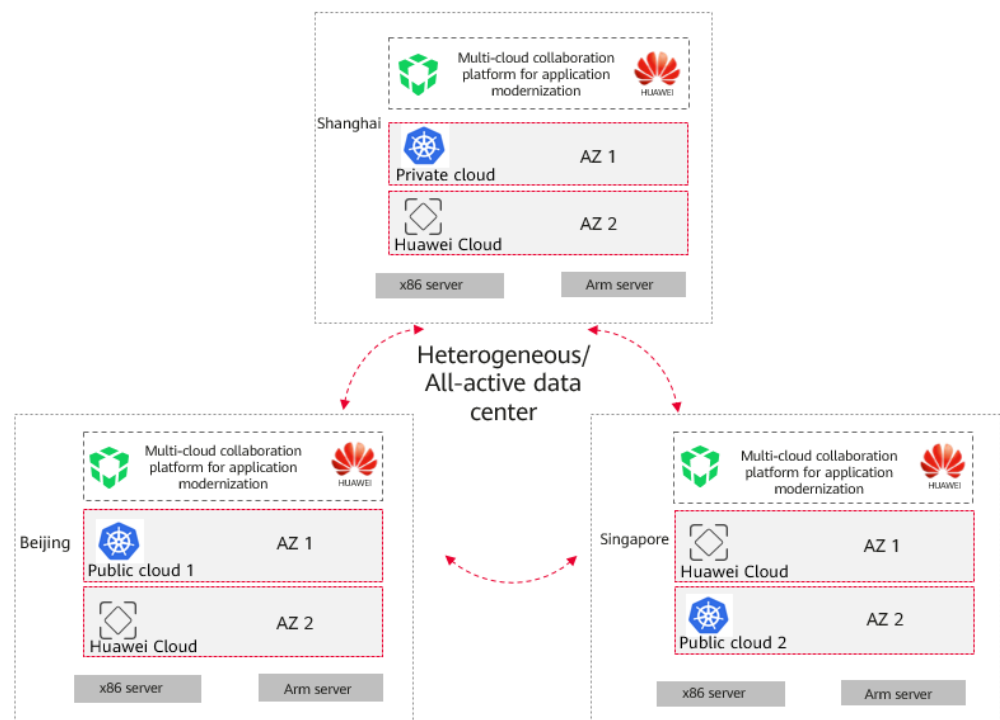 Multi-cloud collaboration
platform for application
modernization
HUAWEI
Shanghai
AZ 1
Private cloud
AZ 2
Huawei Cloud
x86 server
Arm server
Heterogeneous/
All-active data
center
Multi-cloud collaboration
platform for application
modernization
HUAWEI
Beijing
AZ 1
Public cloud 1
AZ 2
Huawei Cloud
x86 server
Arm server
Multi-cloud collaboration
platform for application
modernization
HUAWEI
Singapore
AZ 1
Huawei Cloud
AZ 2
Public cloud 2
x86 server
Arm server